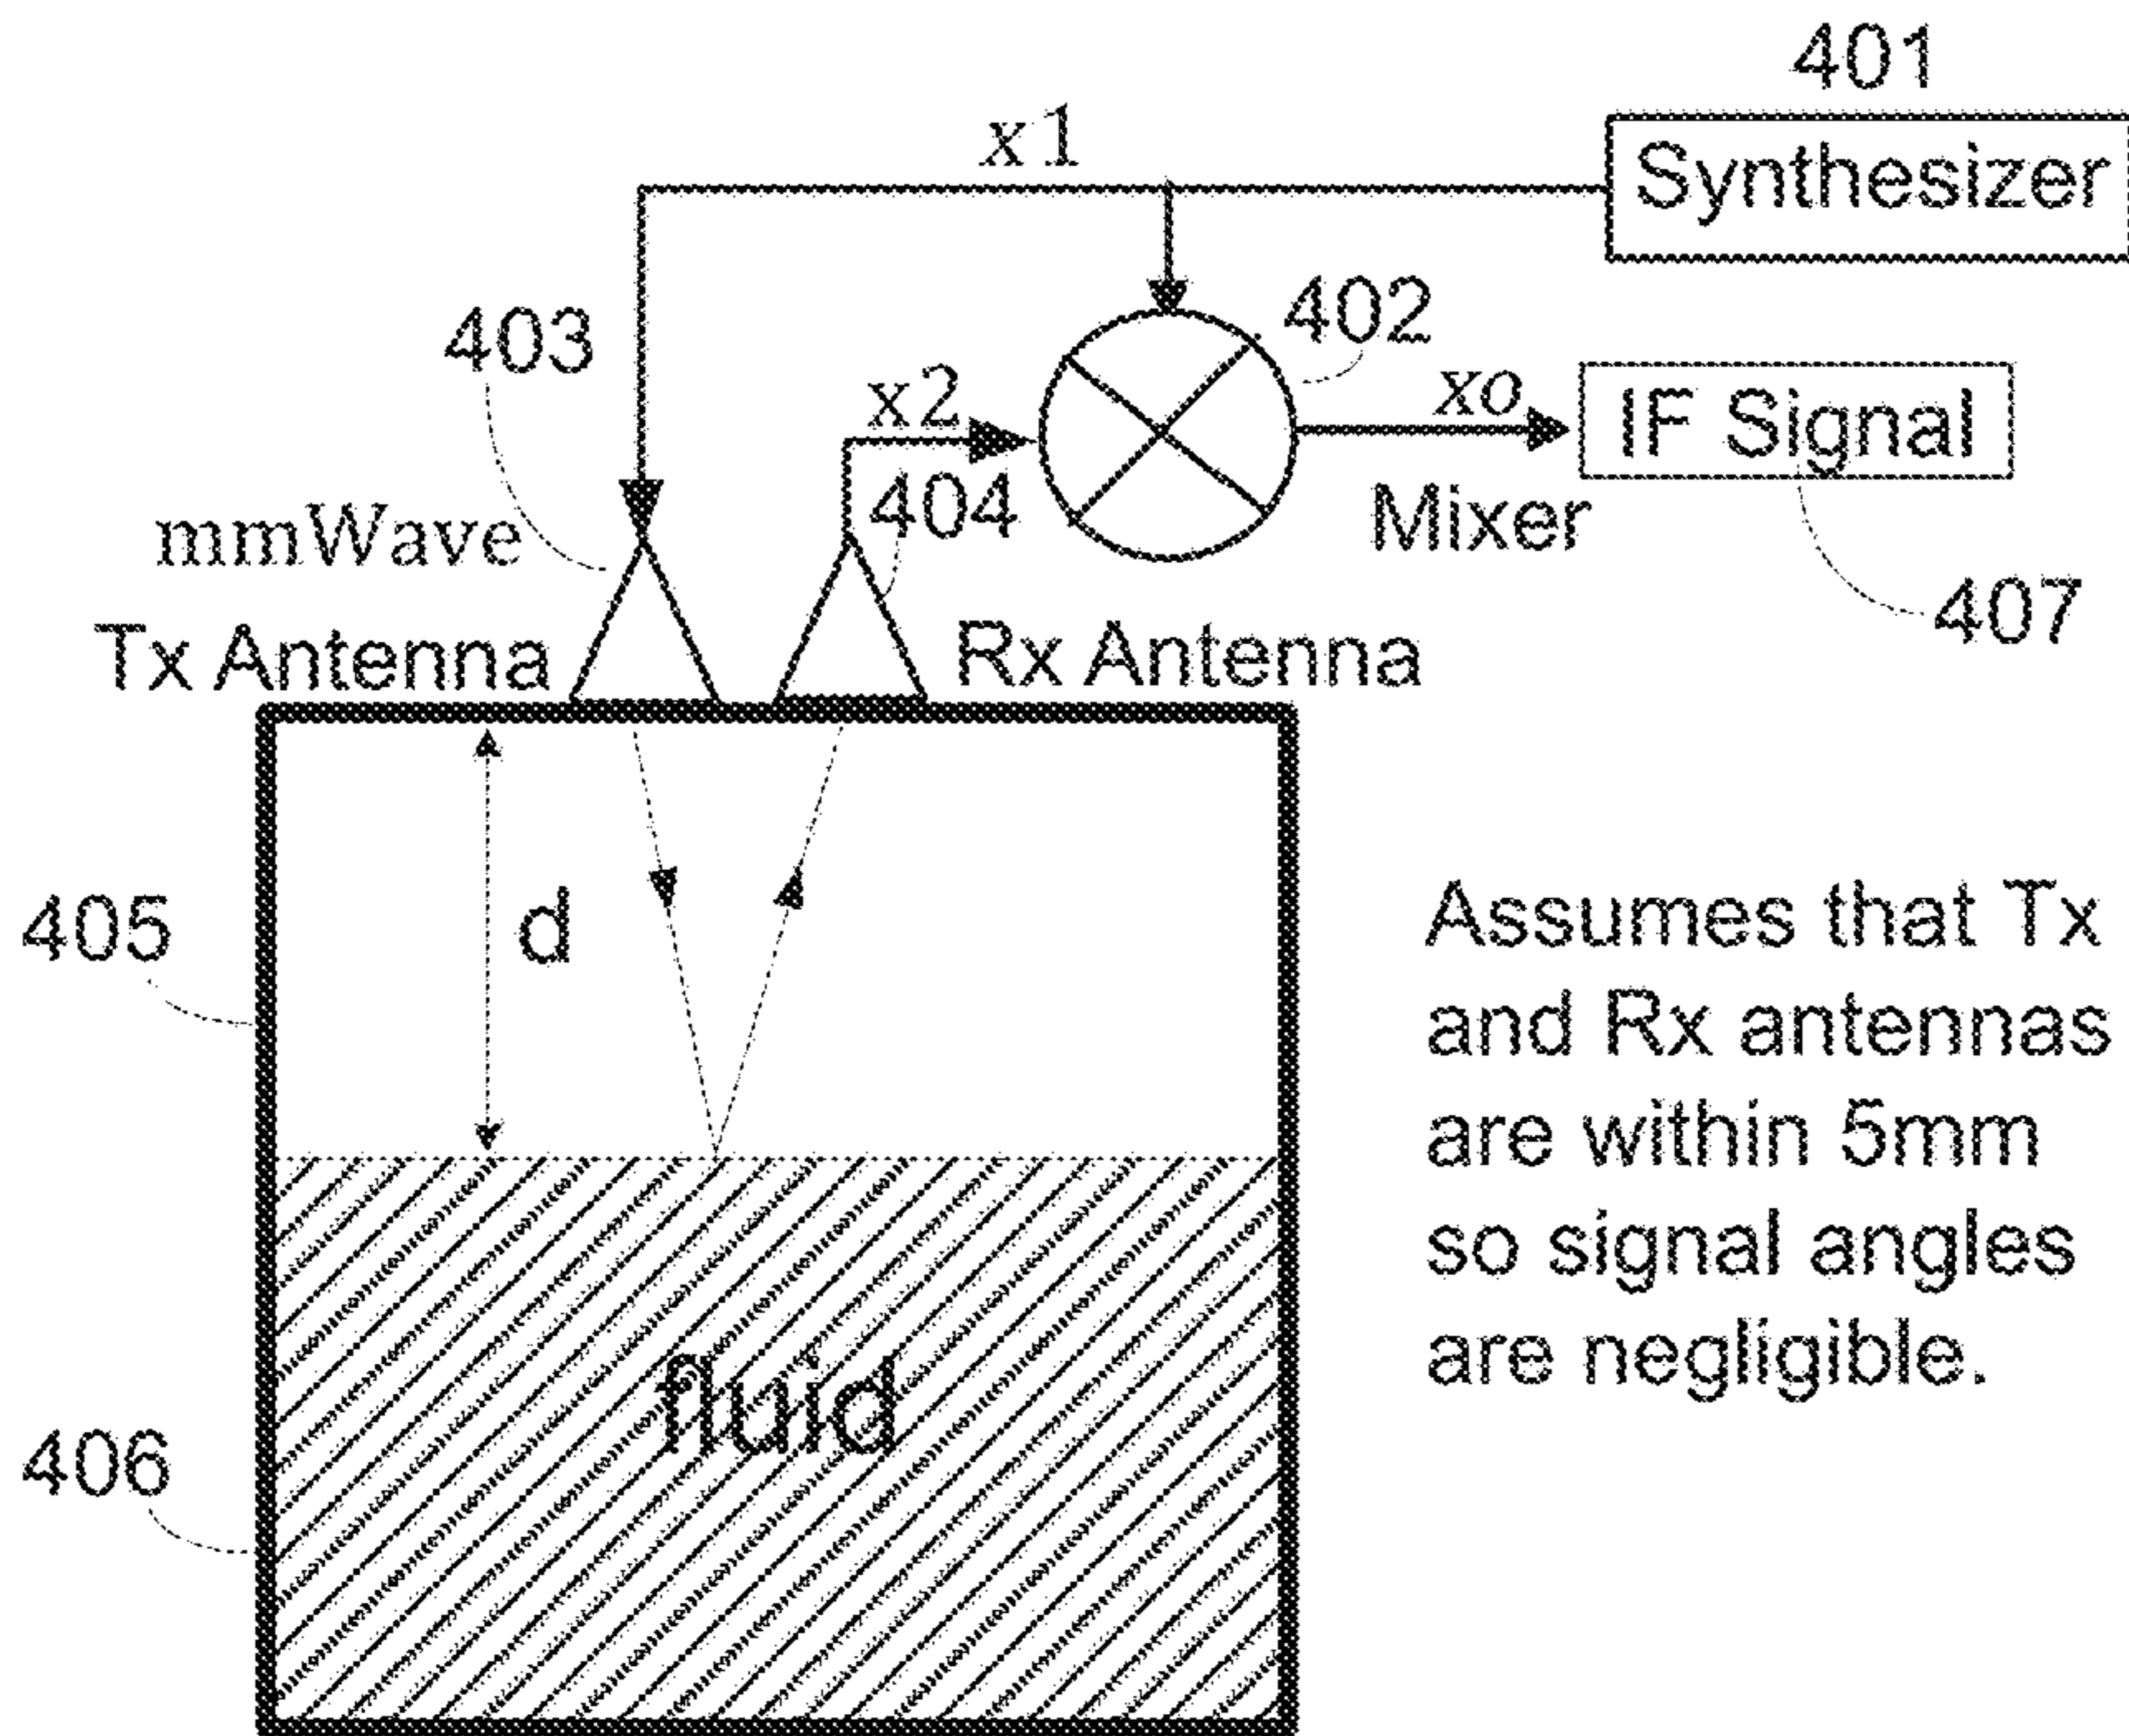 401
x1
Synthesizer
402
403
x2
xo
IF Signal
404
mmWave
Mixer
Tx Antenna
Rx Antenna
407
405
d
Assumes that Tx
and Rx antennas
are within 5mm
so signal angles
are negligible.
fluid
406